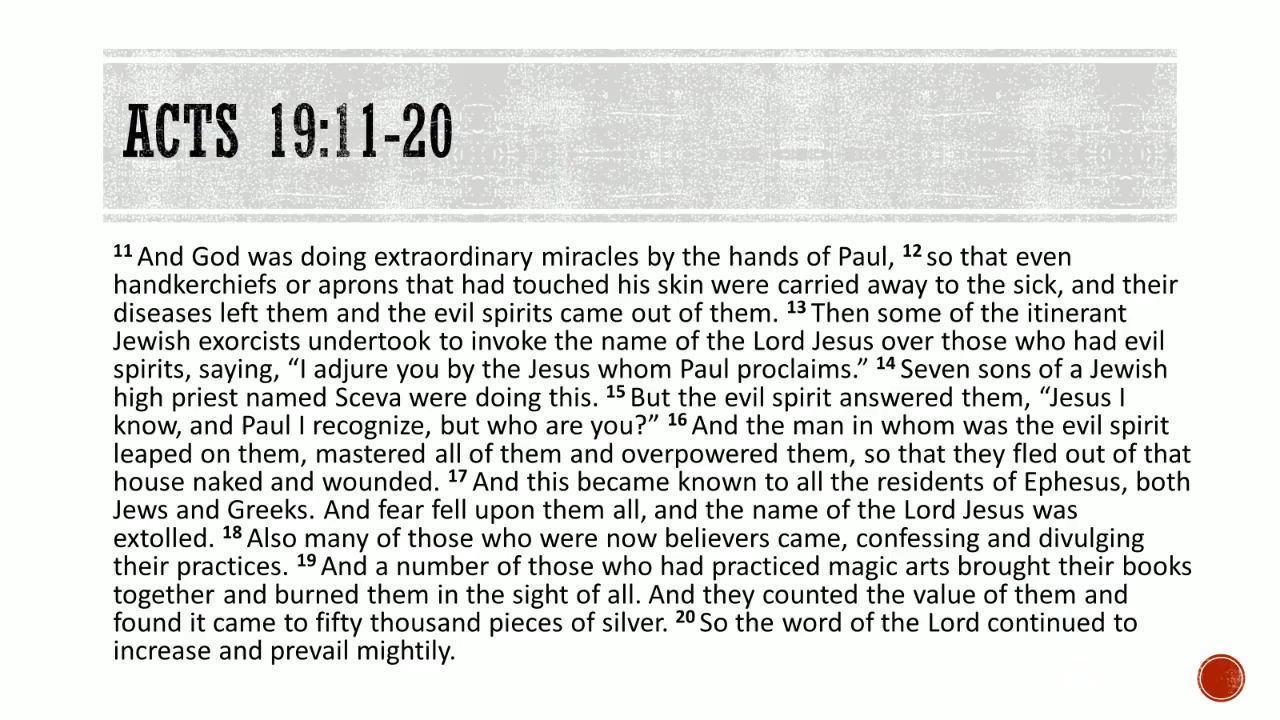 ACTS 19:11-20
11 And God was doing extraordinary miracles by the hands of Paul, 12 so that even
handkerchiefs or aprons that had touched his skin were carried away to the sick, and their
diseases left them and the evil spirits came out of them. 13 Then some of the itinerant
Jewish exorcists undertook to invoke the name of the Lord Jesus over those who had evil
spirits, saying, “I adjure you by the Jesus whom Paul proclaims.” 14 Seven sons of a Jewish
high priest named Sceva were doing this. 15 But the evil spirit answered them, “Jesus I
know, and Paul I recognize, but who are you?” 16 And the man in whom was the evil spirit
leaped on them, mastered all of them and overpowered them, so that they fled out of that
house naked and wounded. 17 And this became known to all the residents of Ephesus, both
Jews and Greeks. And fear fell upon them all, and the name of the Lord Jesus was
extolled. 18 Also many of those who were now believers came, confessing and divulging
their practices. 19 And a number of those who had practiced magic arts brought their books
together and burned them in the sight of all. And they counted the value of them and
found it came to fifty thousand pieces of silver. 20 So the word of the Lord continued to
increase and prevail mightily.